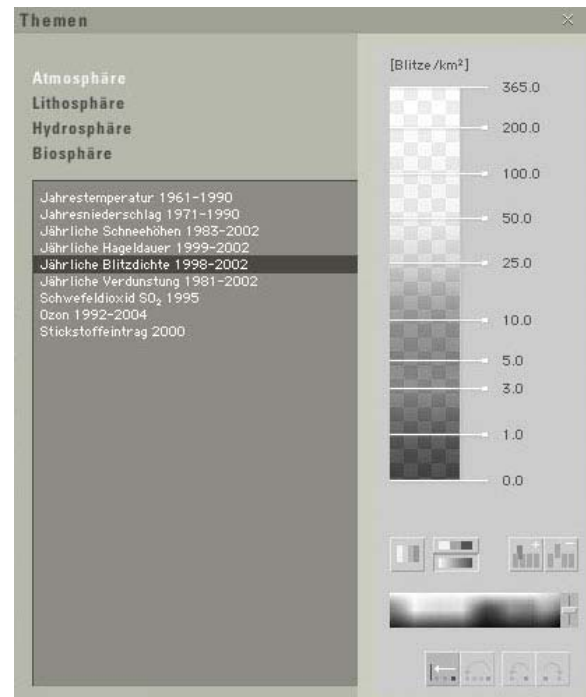 Themen
Atmosphäre
Lithosphäre
Hydrosphäre
Biosphäre
Jahrestemperatur 1961-1990
Jahresniederschlag 1971-1990
Jährliche Schneehöhen 1983-2002
Jährliche Hageldauer 1999-2002
Jährliche Blitzdichte 1998-2002
Jährliche Verdunstung 1981-2002
Schwefeldioxid SO₂ 1995
Ozon 1992-2004
Stickstoffeintrag 2000
[Blitze/km²]
365.0
200.0
100.0
50.0
25.0
10.0
5.0
3.0
1.0
0.0